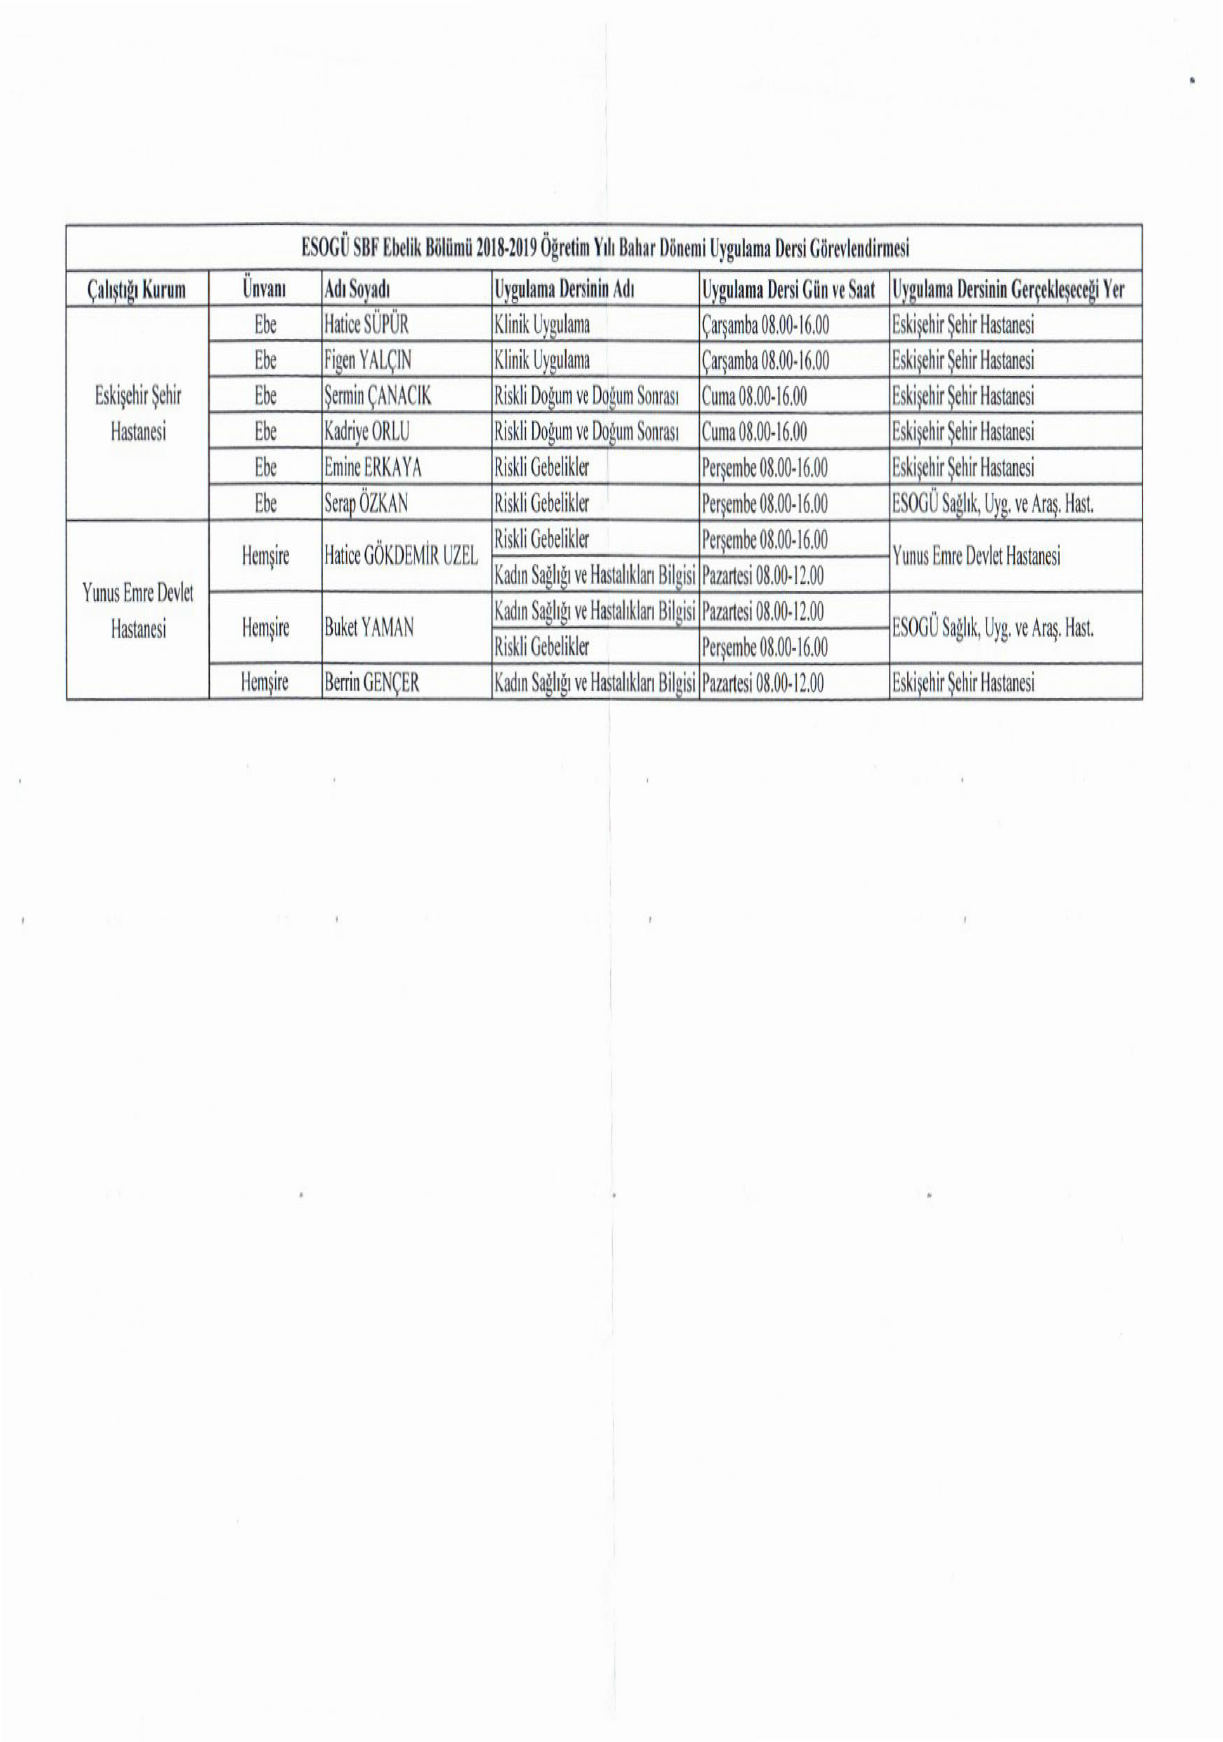 ESOGÜ SBF Ebelik Bölümü 2018-2019 Öğretim Yılı Bahar Dönemi Uygulama Dersi Görevlendirmesi
Çalıştığı Kurum Ünvanı Adı Soyadı Uygulama Dersinin Adı Uygulama Dersi Gün ve Saat Uygulama Dersinin Gerçekleşeceği Yer
Eskişehir Şehir
Hastanesi
Ebe Hatice SÜPÜR Klinik Uygulama Çarşamba 08.00-16.00 Eskişehir Şehir Hastanesi
Ebe Figen YALÇIN Klinik Uygulama Çarşamba 08.00-16.00 Eskişehir Şehir Hastanesi
Ebe Şermin ÇANACIK Riskli Doğum ve Doğum Sonrası Cuma 08.00-16.00 Eskişehir Şehir Hastanesi
Ebe Kadriye ORLU Riskli Doğum ve Doğum Sonrası Cuma 08.00-16.00 Eskişehir Şehir Hastanesi
Ebe Emine ERKAYA Riskli Gebelikler Perşembe 08.00-16.00 Eskişehir Şehir Hastanesi
Ebe Serap ÖZKAN Riskli Gebelikler Perşembe 08.00-16.00 ESOGÜ Sağlık, Uyg. ve Araş. Hast.
Yunus Emre Devlet
Hastanesi
Hemşire Hatice GÖKDEMİR UZEL Riskli Gebelikler Perşembe 08.00-16.00 Yunus Emre Devlet Hastanesi
Kadın Sağlığı ve Hastalıkları Bilgisi Pazartesi 08.00-12.00
Hemşire Buket YAMAN Kadın Sağlığı ve Hastalıkları Bilgisi Pazartesi 08.00-12.00 ESOGÜ Sağlık, Uyg. ve Araş. Hast.
Riskli Gebelikler Perşembe 08.00-16.00
Hemşire Berrin GENÇER Kadın Sağlığı ve Hastalıkları Bilgisi Pazartesi 08.00-12.00 Eskişehir Şehir Hastanesi